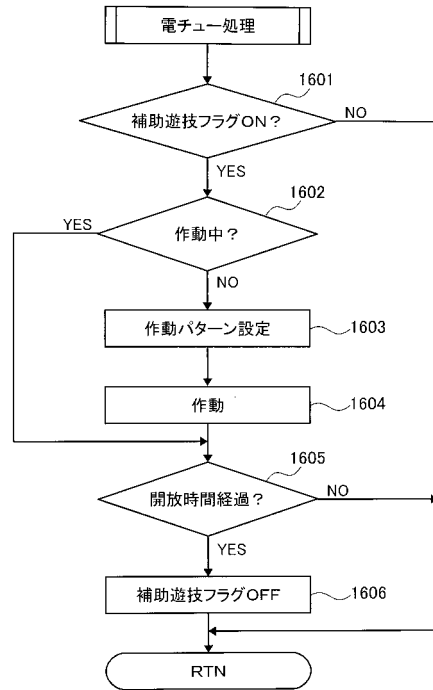 電チュー処理
1601
補助遊技フラグON？
NO
YES
1602
YES
作動中？
NO
作動パターン設定
1603
作動
1604
1605
開放時間経過？
NO
YES
補助遊技フラグOFF
1606
RTN